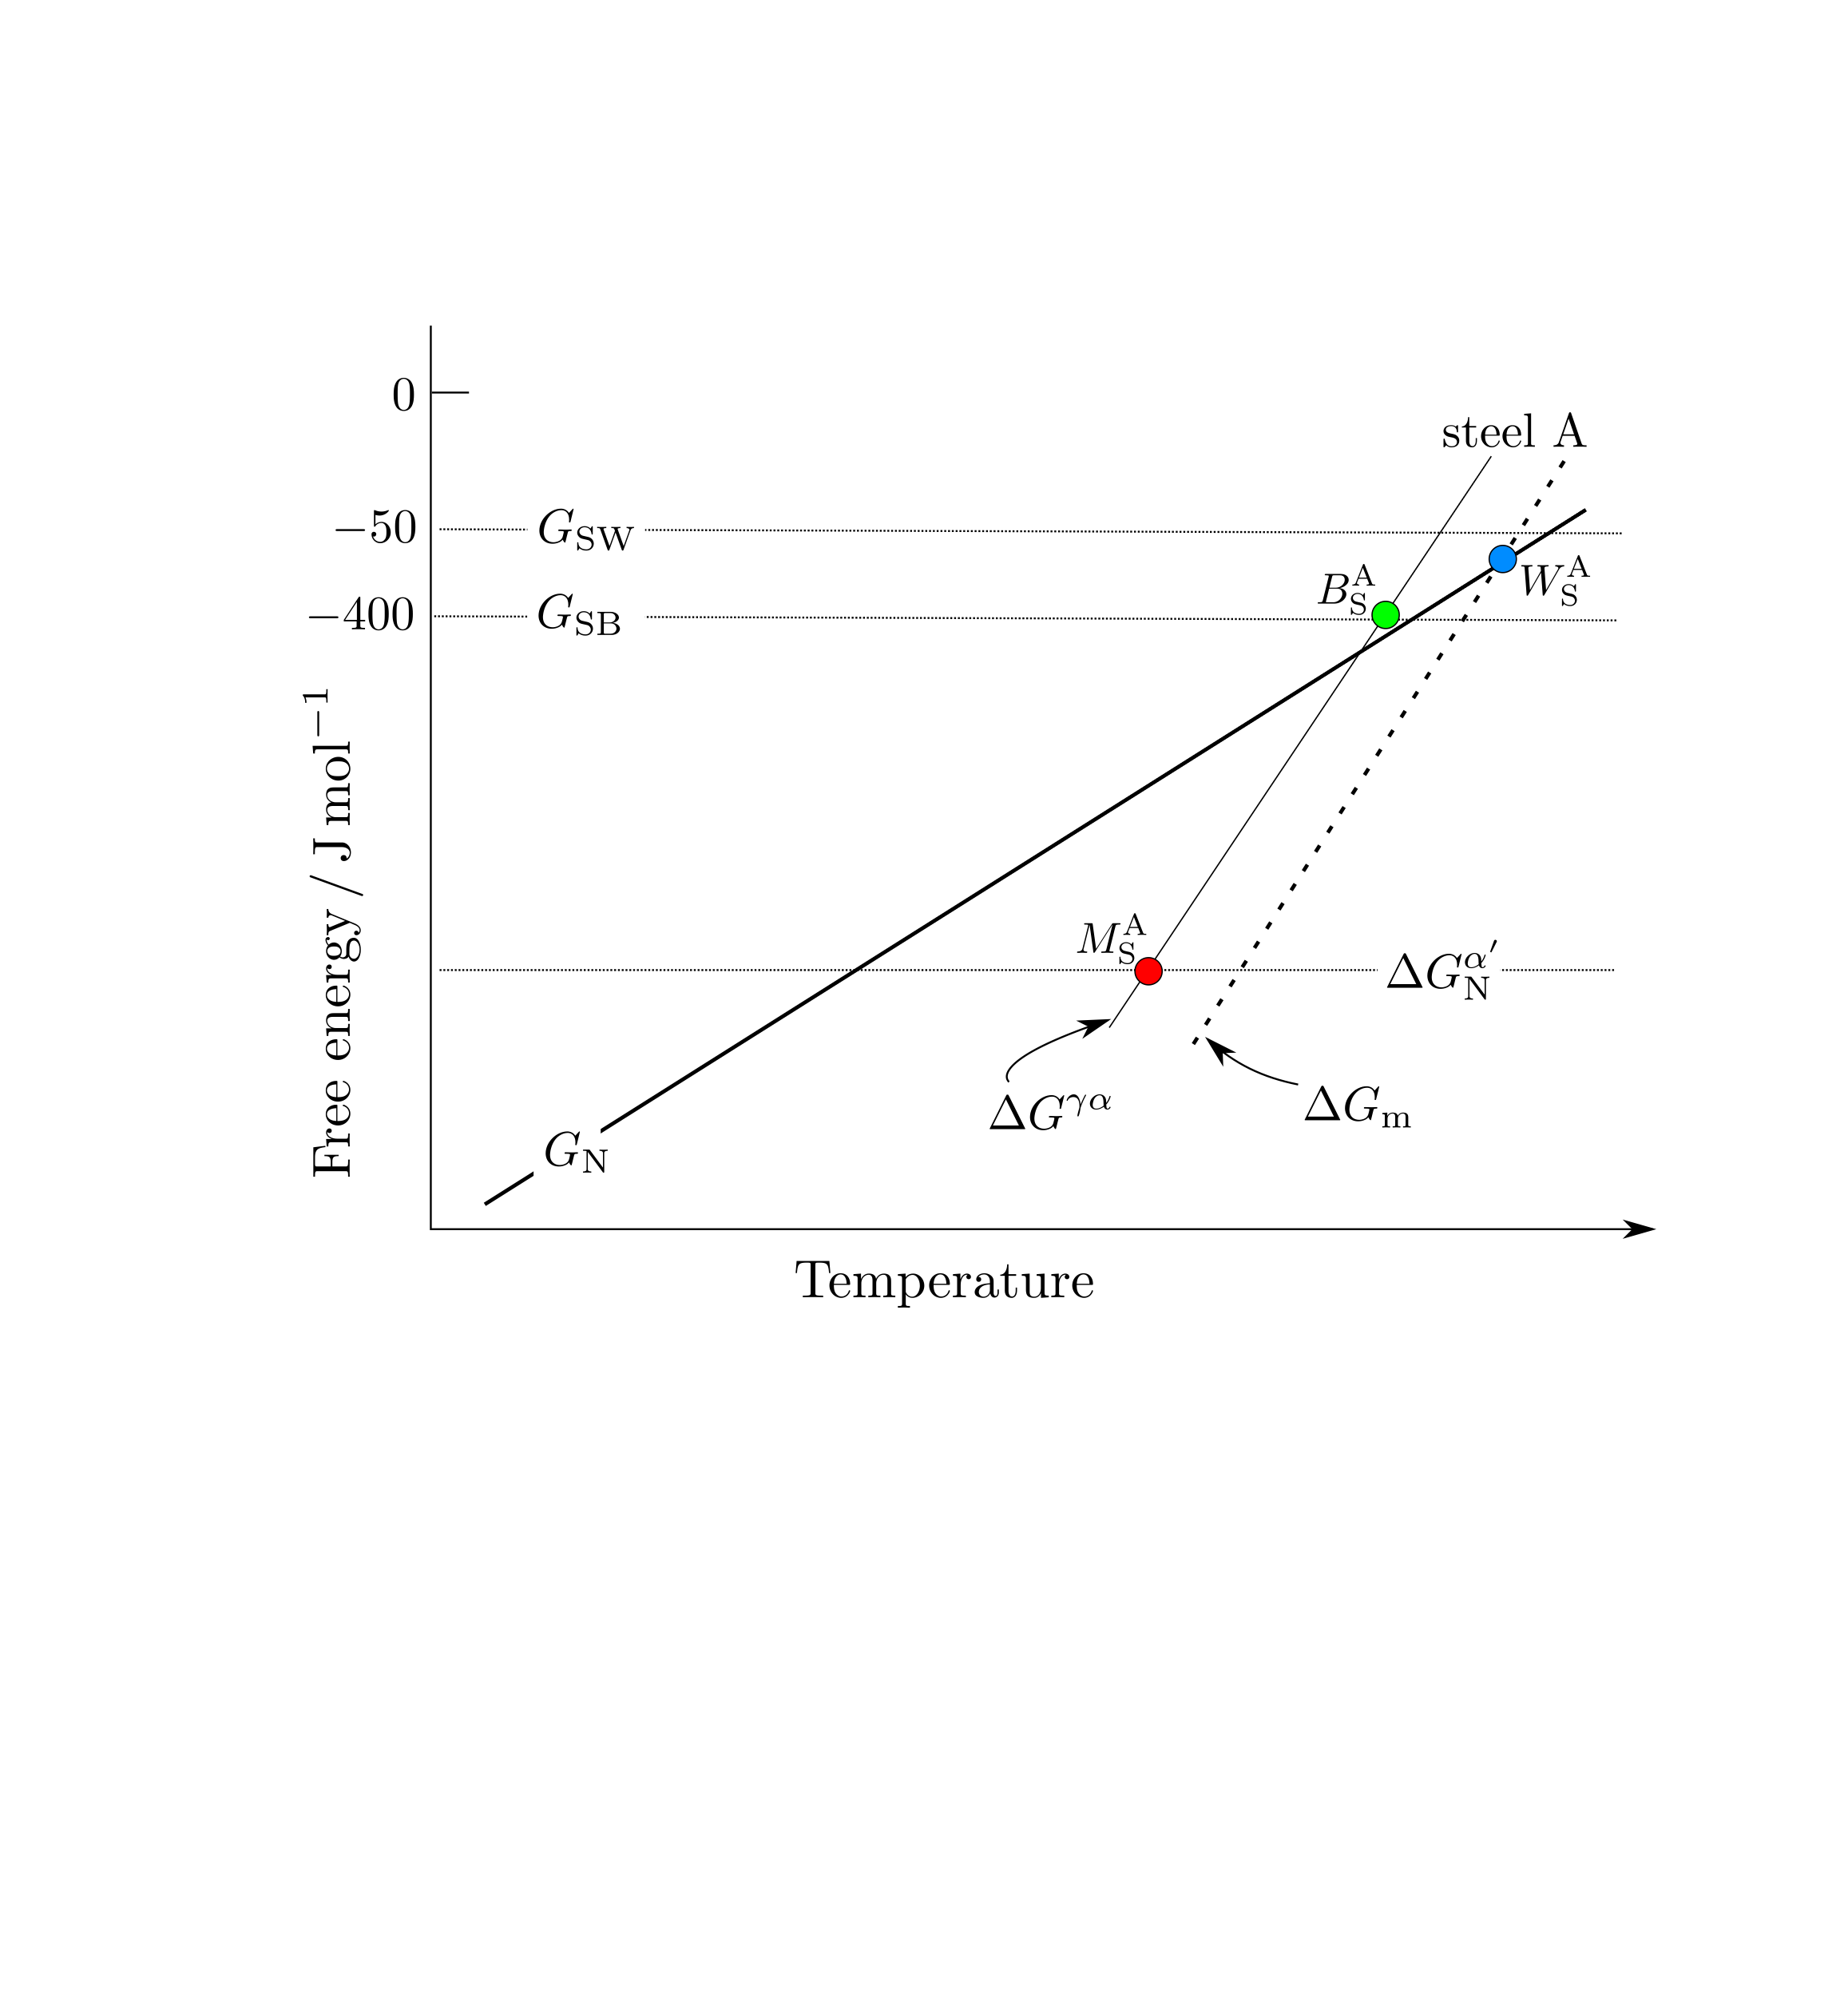 0
steel A
−50
G_SW
B_S^A
W_S^A
−400
G_SB
Free energy / J mol⁻¹
M_S^A
ΔG_N^α′
ΔG^γα
ΔG_m
G_N
Temperature